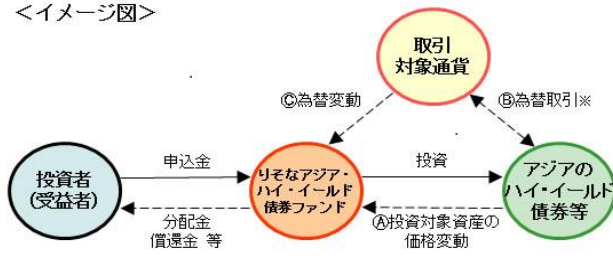 ＜イメージ図＞
取引
対象通貨
Ⓒ為替変動
Ⓑ為替取引※
投資者
(受益者)
申込金
分配金
償還金 等
りそなアジア・
ハイ・イールド
債券ファンド
投資
Ⓐ投資対象資産の
価格変動
アジアの
ハイ・イールド
債券等